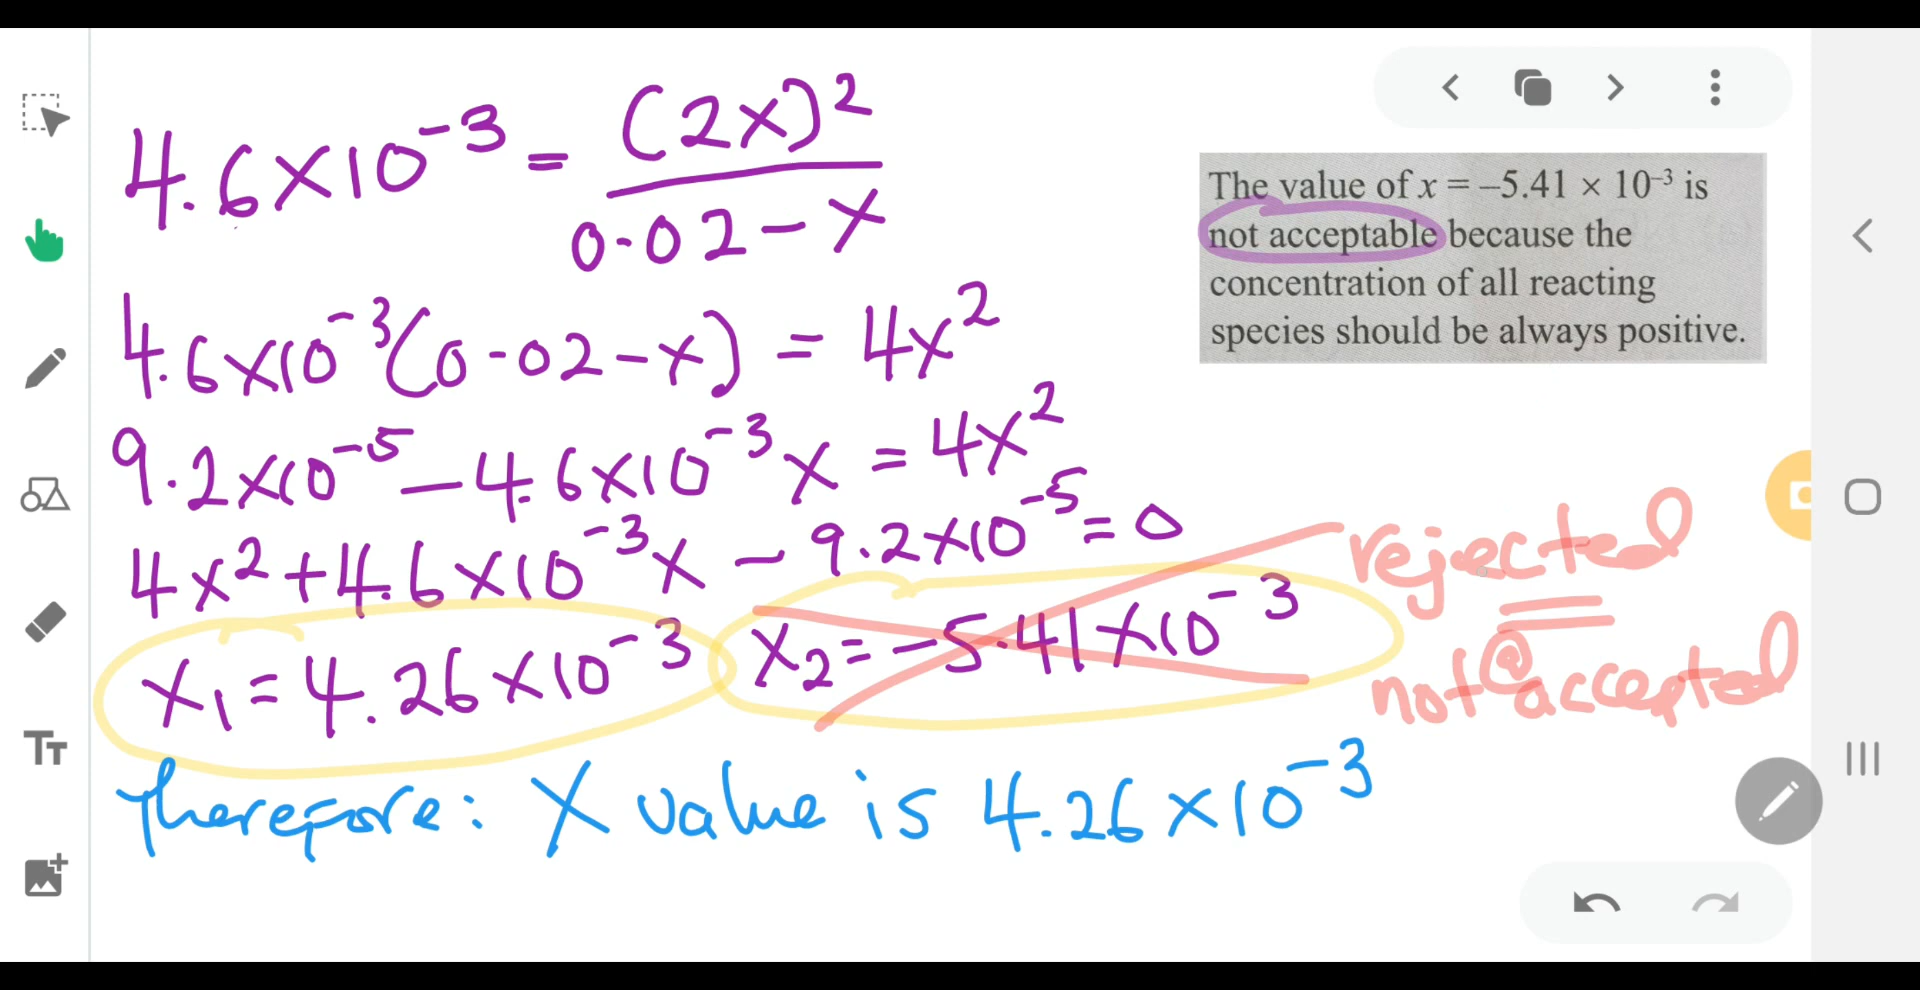 4.6×10⁻³ = (2x)² / 0.02 - x
The value of x = –5.41 × 10⁻³ is
not acceptable because the
concentration of all reacting
species should be always positive.
4.6×10⁻³(0.02 - x) = 4x²
9.2×10⁻⁵ - 4.6×10⁻³x = 4x²
4x² + 4.6×10⁻³x - 9.2×10⁻⁵ = 0
x₁ = 4.26×10⁻³ x₂ = -5.41×10⁻³
rejected
@
not accepted
therefore: X value is 4.26×10⁻³
TT